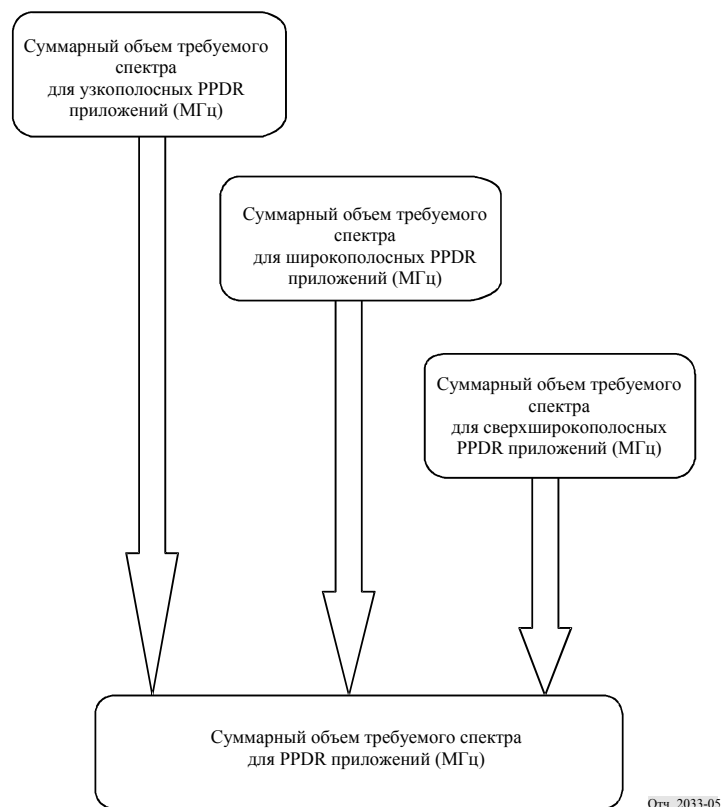 Суммарный объем требуемого
спектра
для узкополосных PPDR
приложений (МГц)
Суммарный объем требуемого
спектра
для широкополосных PPDR
приложений (МГц)
Суммарный объем требуемого
спектра
для сверхширокополосных
PPDR приложений (МГц)
Суммарный объем требуемого спектра
для PPDR приложений (МГц)
Отч. 2033-05